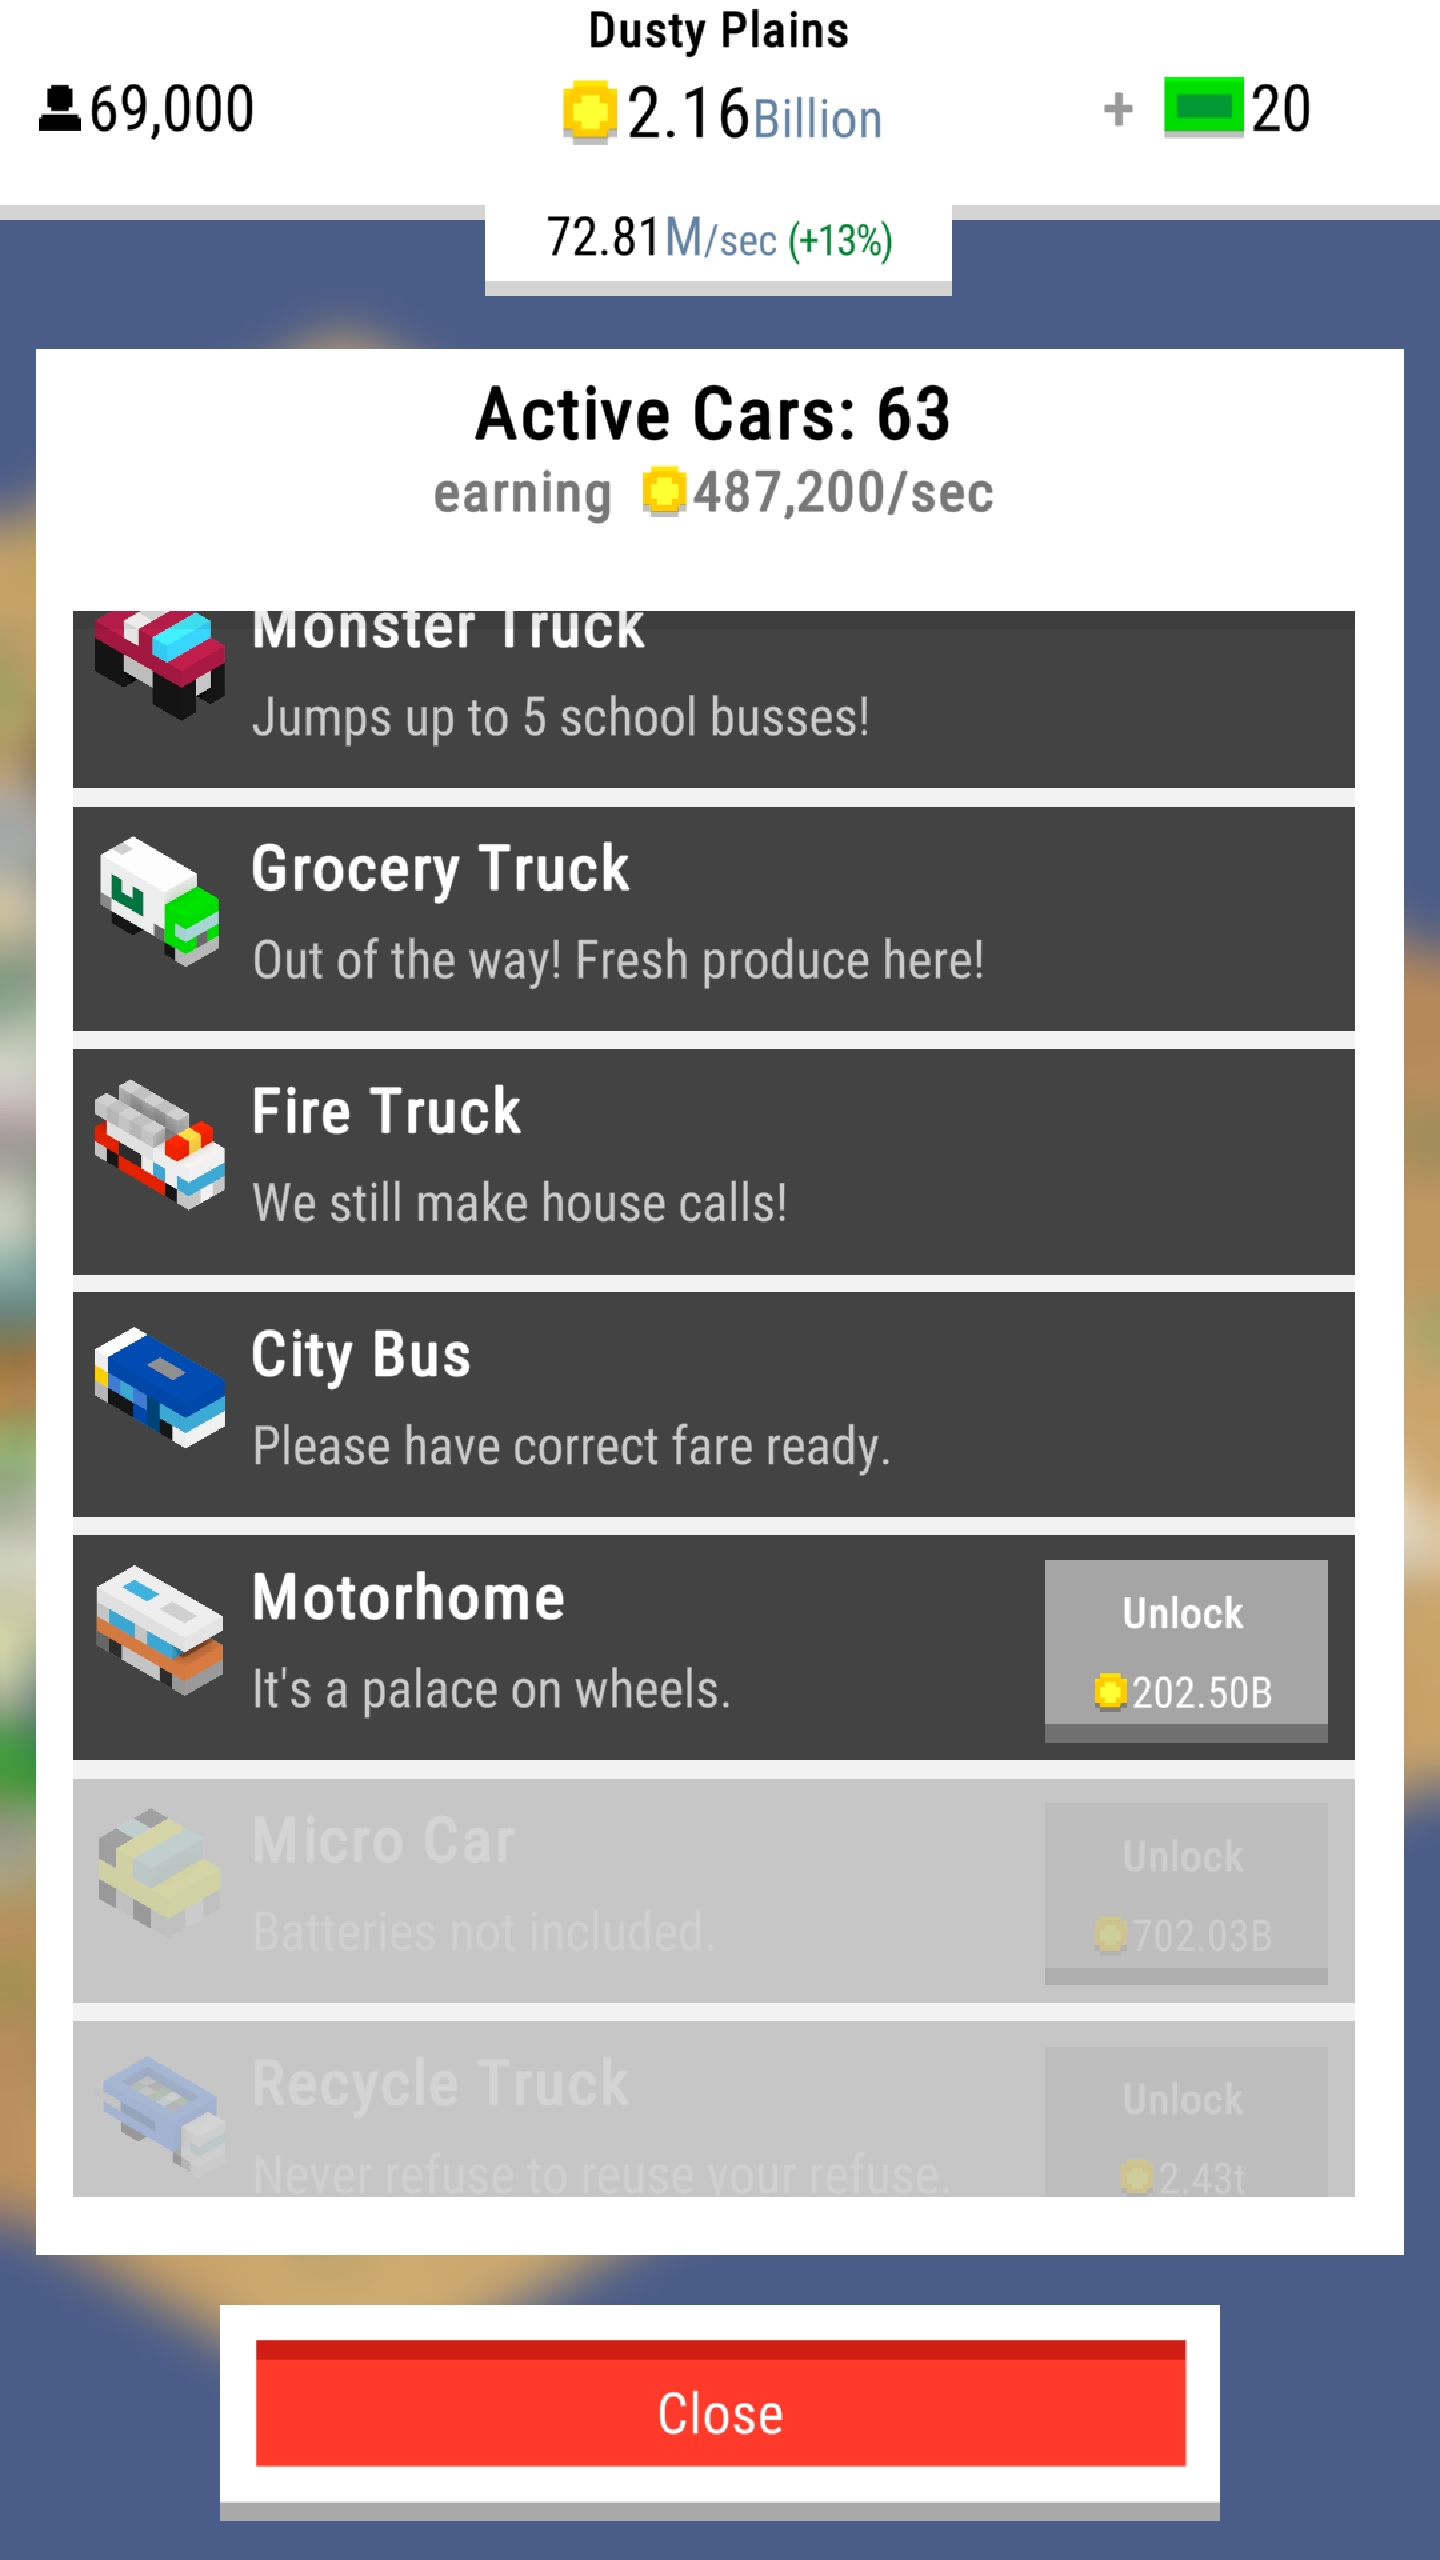 Dusty Plains
69,000
2.16Billion
+ 20
72.81M/sec (+13%)
Active Cars: 63
earning 487,200/sec
Monster Truck
Jumps up to 5 school busses!
Grocery Truck
Out of the way! Fresh produce here!
Fire Truck
We still make house calls!
City Bus
Please have correct fare ready.
Motorhome
It's a palace on wheels.
Unlock
202.50B
Micro Car
Batteries not included.
Unlock
702.03B
Recycle Truck
Never refuse to reuse your refuse.
Unlock
2.43t
Close